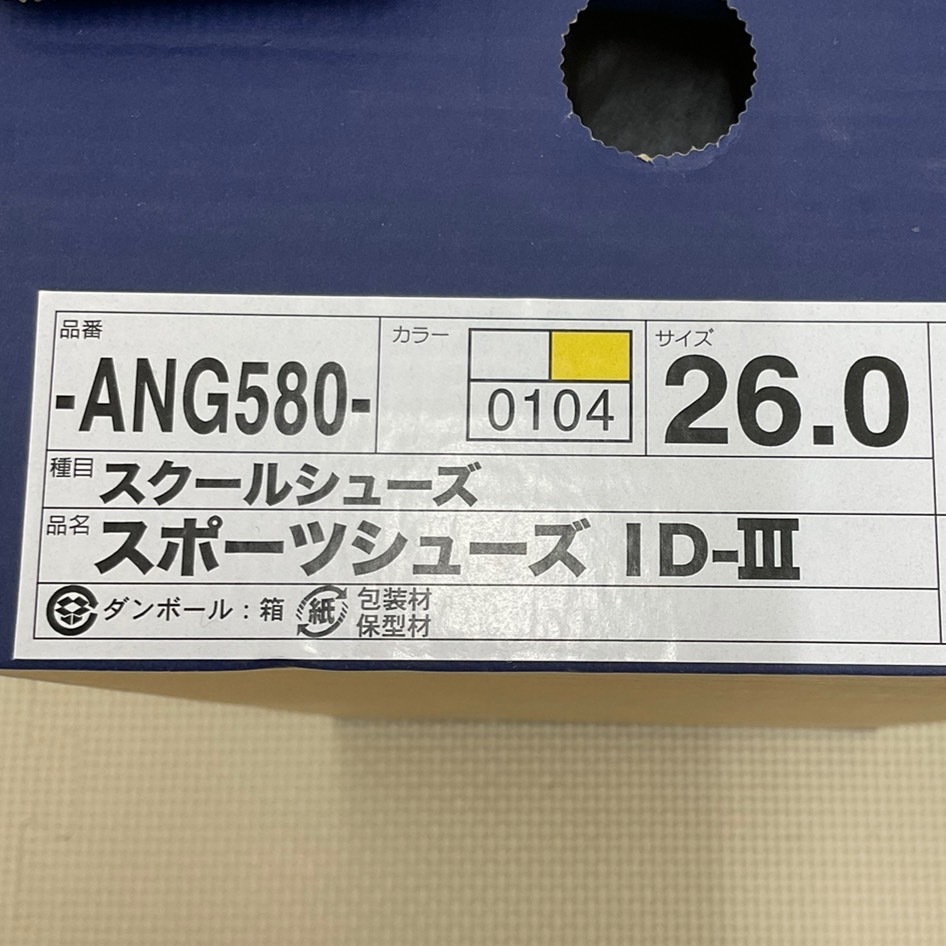 品番
-ANG580-
カラー
0104
サイズ
26.0
種目 スクールシューズ
品名 スポーツシューズ ID-Ⅲ
ダンボール：箱 紙 包装材
保型材